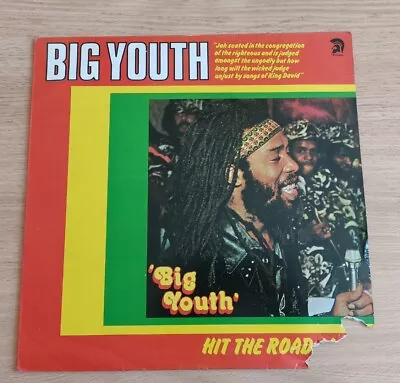 BIG YOUTH
"Jah seated in the congregation
of the righteous and is judged
amongst the ungodly but how
long will the wicked judge
unjust by songs of King David"
'Big
Youth'
HIT THE ROAD